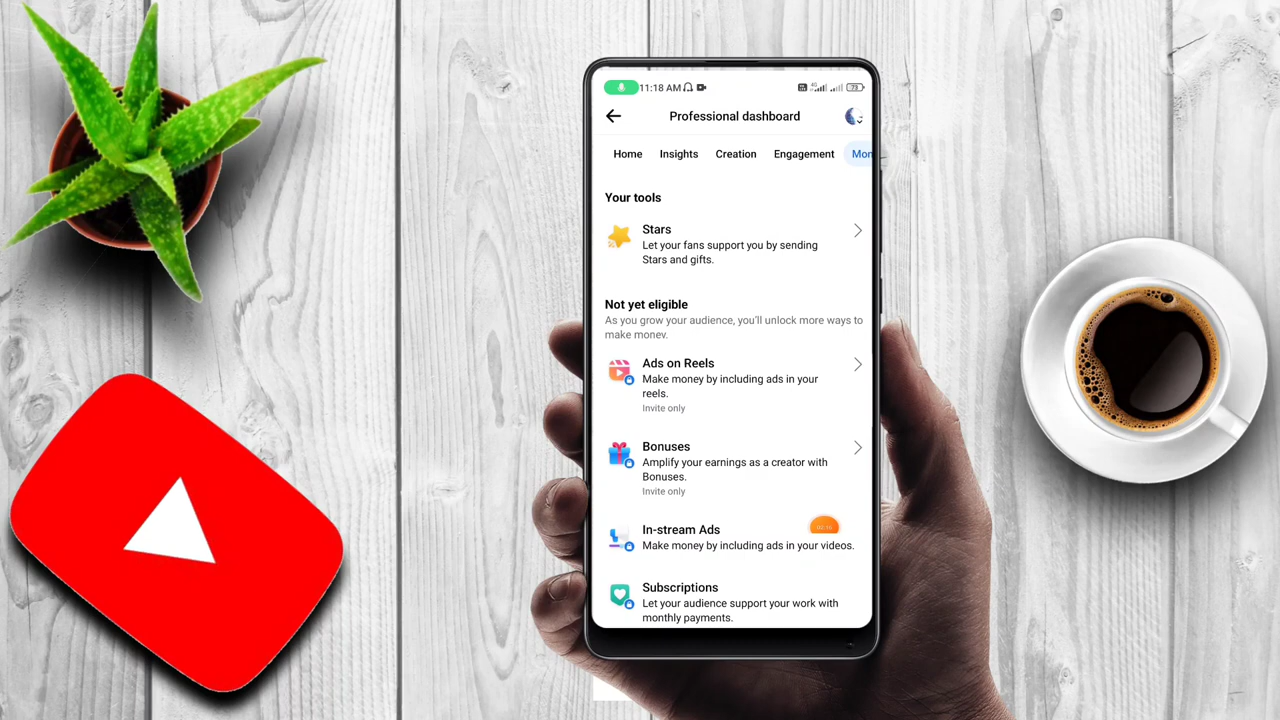 11:18 AM
Professional dashboard
Home Insights Creation Engagement Mon
Your tools
Stars
Let your fans support you by sending
Stars and gifts.
Not yet eligible
As you grow your audience, you'll unlock more ways to
make money.
Ads on Reels
Make money by including ads in your
reels.
Invite only
Bonuses
Amplify your earnings as a creator with
Bonuses.
Invite only
In-stream Ads
Make money by including ads in your videos.
Subscriptions
Let your audience support your work with
monthly payments.